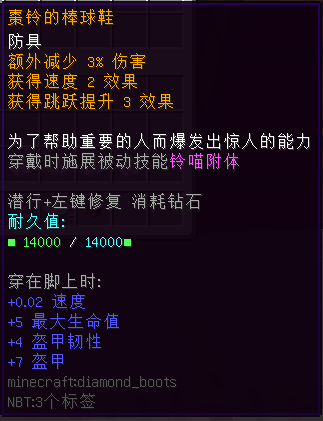 棗铃的棒球鞋
防具
额外减少 3% 伤害
获得速度 2 效果
获得跳跃提升 3 效果
为了帮助重要的人而爆发出惊人的能力
穿戴时施展被动技能铃喵附体
潜行+左键修复 消耗钻石
耐久值:
■ 14000 / 14000■
穿在脚上时:
+0.02 速度
+5 最大生命值
+4 盔甲韧性
+7 盔甲
minecraft:diamond_boots
NBT:3个标签